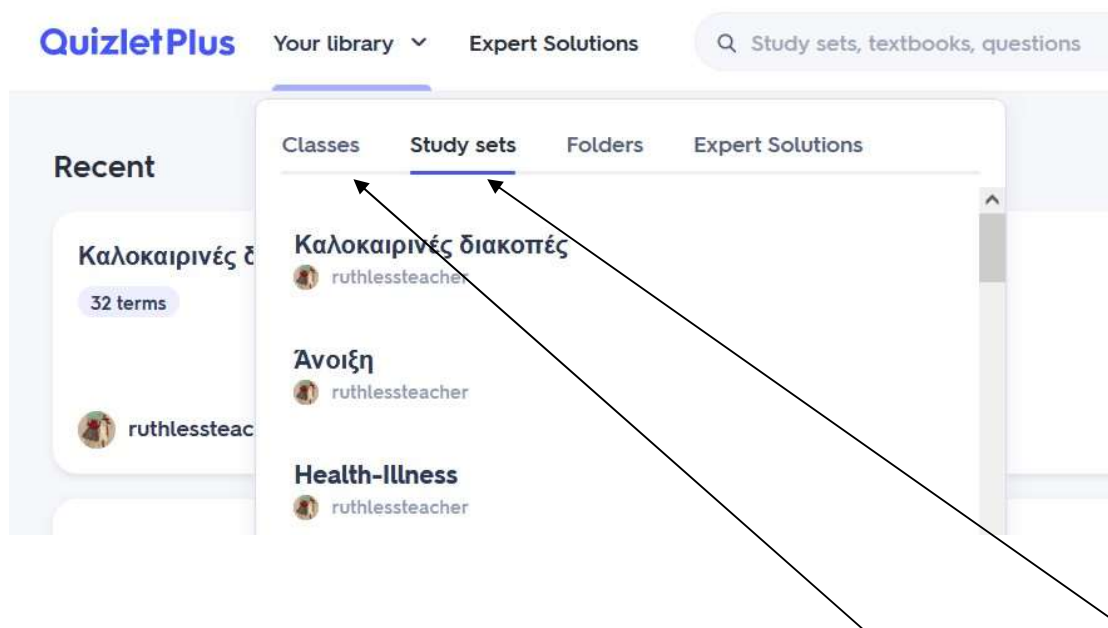 QuizletPlus Your library Expert Solutions Study sets, textbooks, questions
Classes Study sets Folders Expert Solutions
Recent
Καλοκαιρινές δ
32 terms
ruthlessteac
Καλοκαιρινές διακοπές
ruthlessteacher
Άνοιξη
ruthlessteacher
Health-Illness
ruthlessteacher